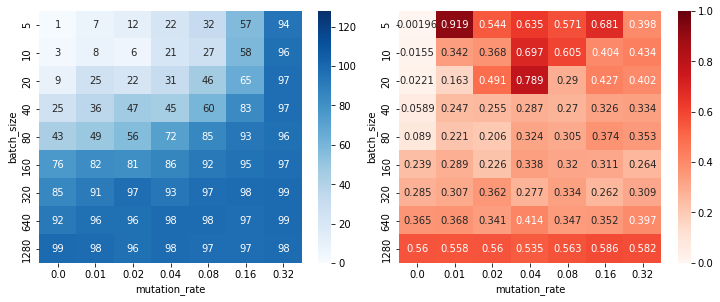 5 1 7 12 22 32 57 94
10 3 8 6 21 27 58 96
20 9 25 22 31 46 65 97
40 25 36 47 45 60 83 97
80 43 49 56 72 85 93 96
160 76 82 81 86 92 95 97
320 85 91 97 93 97 98 99
640 92 96 96 98 98 97 99
1280 99 98 96 98 97 97 98
0.0 0.01 0.02 0.04 0.08 0.16 0.32
mutation_rate
batch_size
120
100
80
60
40
20
0
5 -0.00196 0.919 0.544 0.635 0.571 0.681 0.398
10 -0.0155 0.342 0.368 0.697 0.605 0.404 0.434
20 -0.0221 0.163 0.491 0.789 0.29 0.427 0.402
40 -0.0589 0.247 0.255 0.287 0.27 0.326 0.334
80 0.089 0.221 0.206 0.324 0.305 0.374 0.353
160 0.239 0.289 0.226 0.338 0.32 0.311 0.264
320 0.285 0.307 0.362 0.277 0.334 0.262 0.309
640 0.365 0.368 0.341 0.414 0.347 0.352 0.397
1280 0.56 0.558 0.56 0.535 0.563 0.586 0.582
0.0 0.01 0.02 0.04 0.08 0.16 0.32
mutation_rate
batch_size
1.0
0.8
0.6
0.4
0.2
0.0